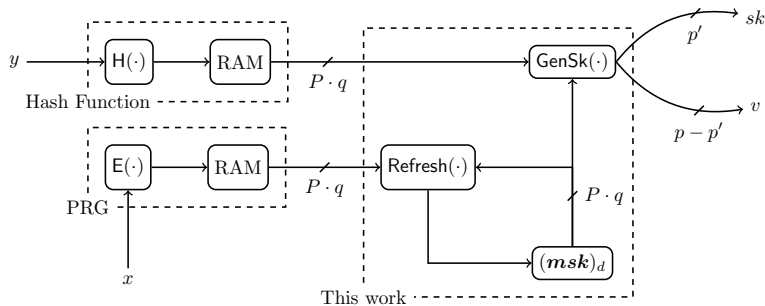 sk
p′
y
H(·)
RAM
P · q
GenSk(·)
Hash Function
v
p − p′
E(·)
RAM
P · q
Refresh(·)
P · q
PRG
x
(msk)_d
This work